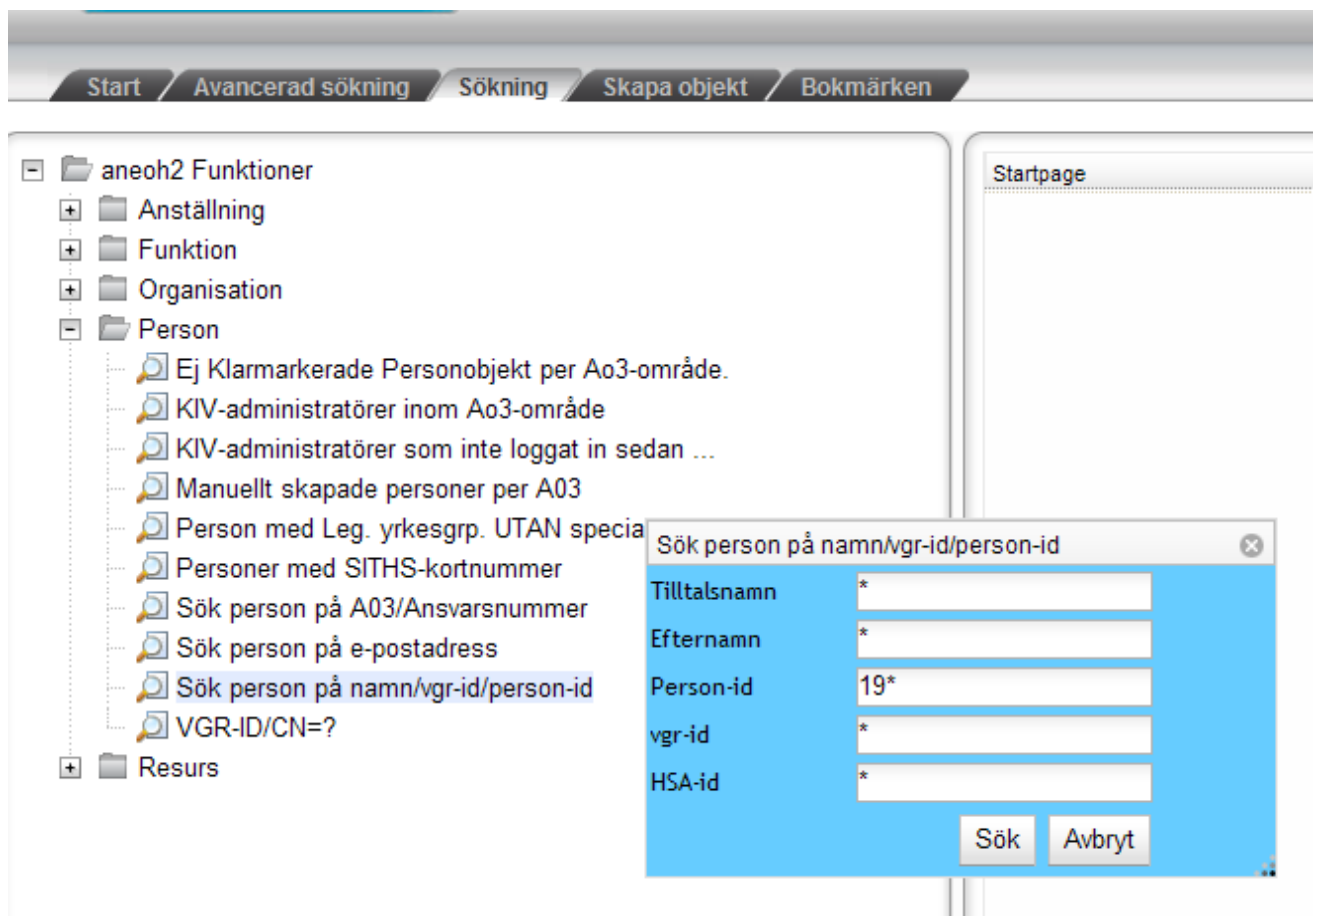 Start Avancerad sökning Sökning Skapa objekt Bokmärken
aneoh2 Funktioner
Anställning
Funktion
Organisation
Person
Ej Klarmarkerade Personobjekt per Ao3-område.
KIV-administratörer inom Ao3-område
KIV-administratörer som inte loggat in sedan ...
Manuellt skapade personer per A03
Person med Leg. yrkesgrp. UTAN specia
Personer med SITHS-kortnummer
Sök person på A03/Ansvarsnummer
Sök person på e-postadress
Sök person på namn/vgr-id/person-id
VGR-ID/CN=?
Resurs
Startpage
Sök person på namn/vgr-id/person-id
Tilltalsnamn *
Efternamn *
Person-id 19*
vgr-id *
HSA-id *
Sök Avbryt